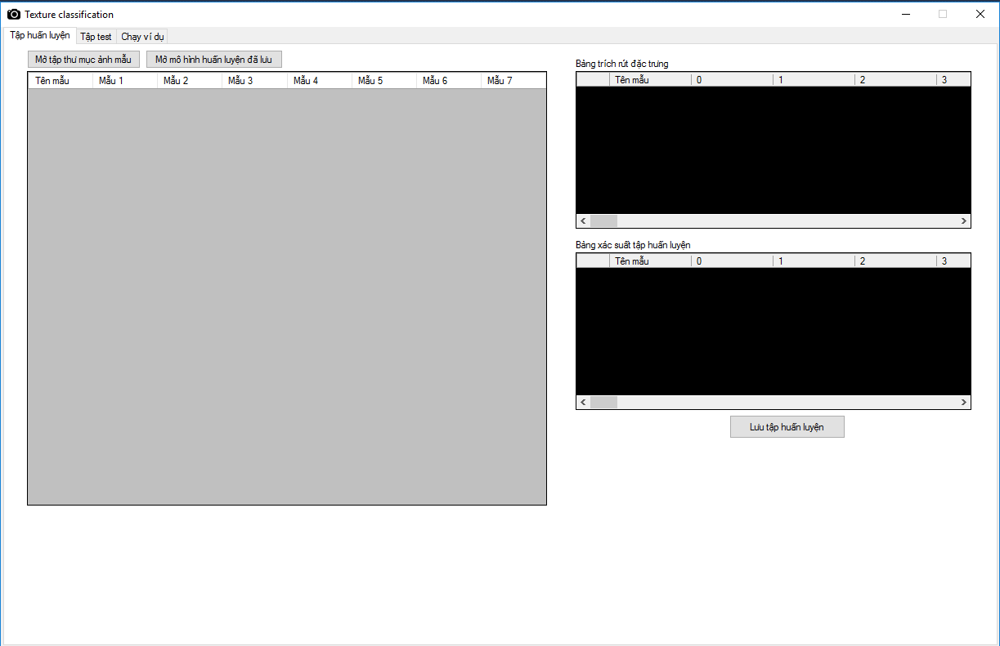 Texture classification
Tập huấn luyện Tập test Chạy ví dụ
Mở tập thư mục ảnh mẫu Mở mô hình huấn luyện đã lưu
Tên mẫu Mẫu 1 Mẫu 2 Mẫu 3 Mẫu 4 Mẫu 5 Mẫu 6 Mẫu 7
Bảng trích rút đặc trưng
Tên mẫu 0 1 2 3
Bảng xác suất tập huấn luyện
Tên mẫu 0 1 2 3
Lưu tập huấn luyện